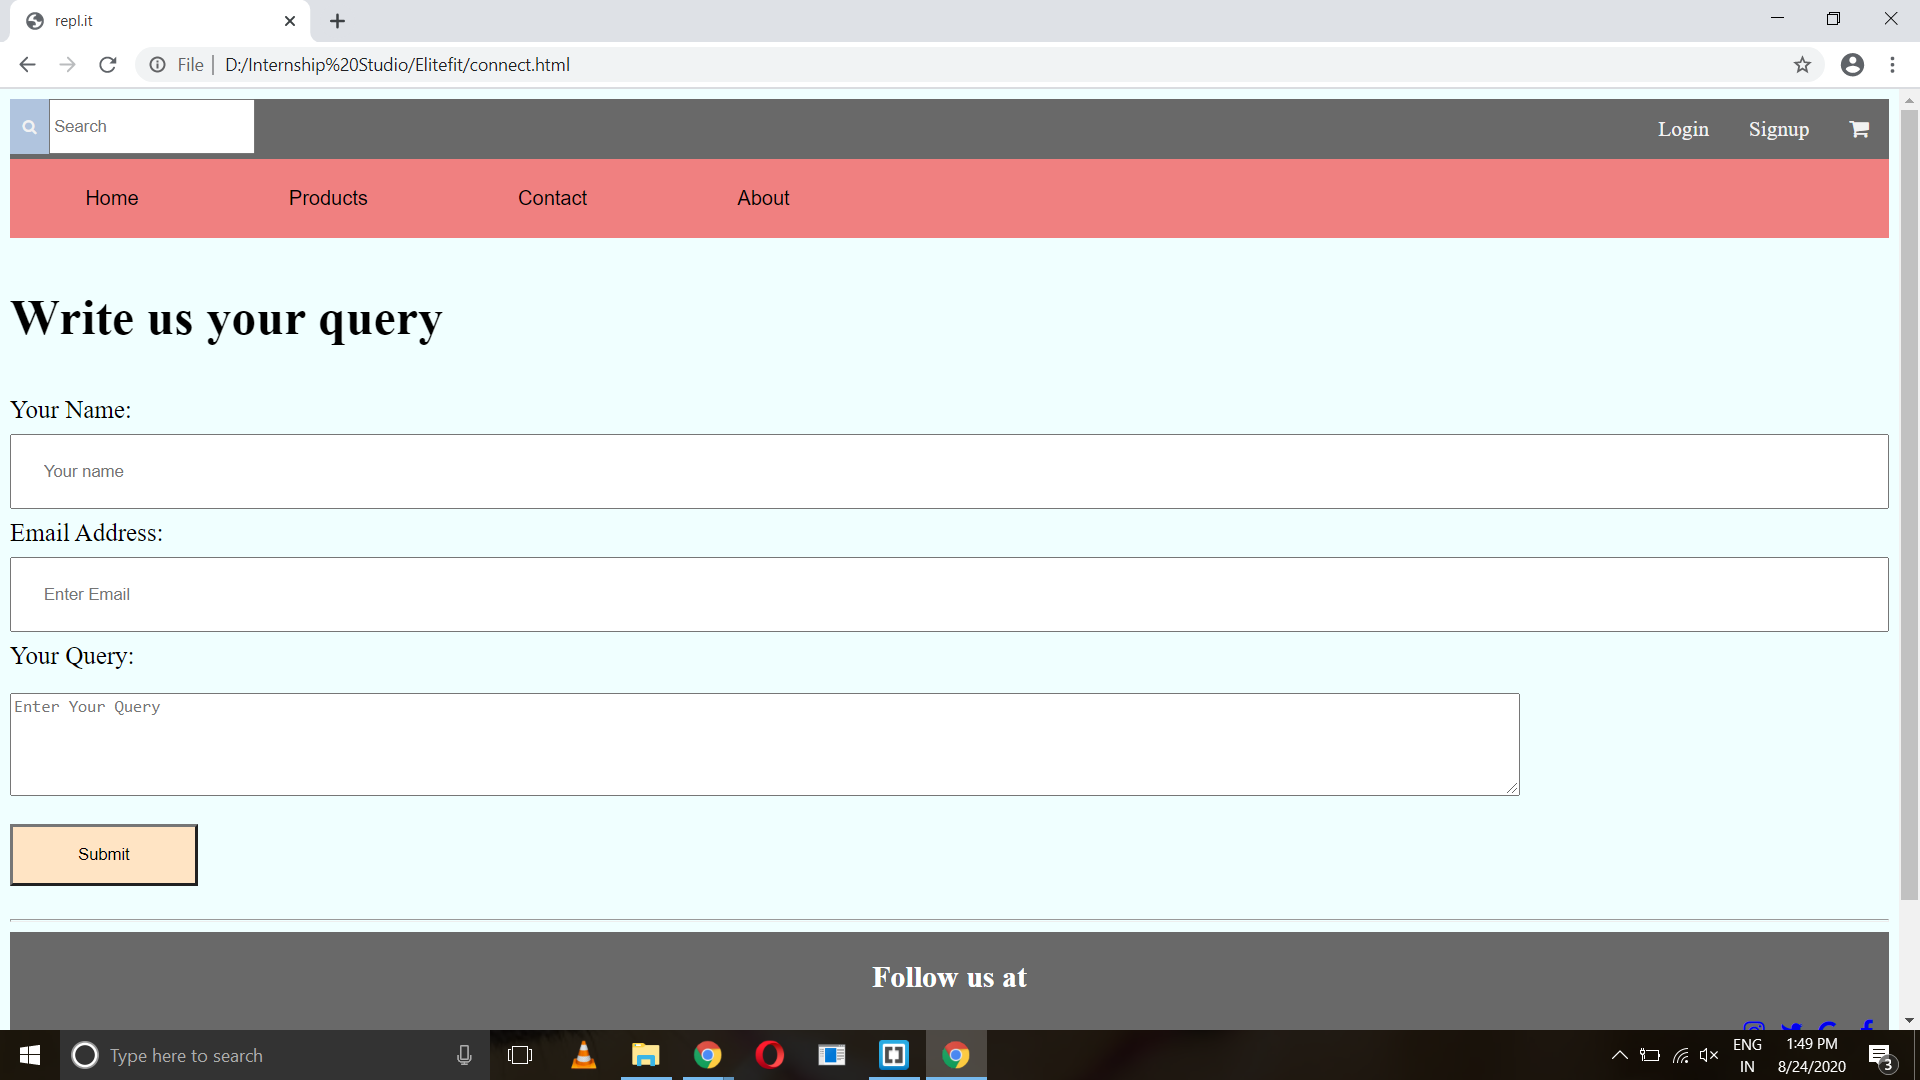 repl.it
File | D:/Internship%20Studio/Elitefit/connect.html
Search
Login Signup
Home Products Contact About
Write us your query
Your Name:
Your name
Email Address:
Enter Email
Your Query:
Enter Your Query
Submit
Follow us at
Type here to search
ENG
IN
1:49 PM
8/24/2020
3